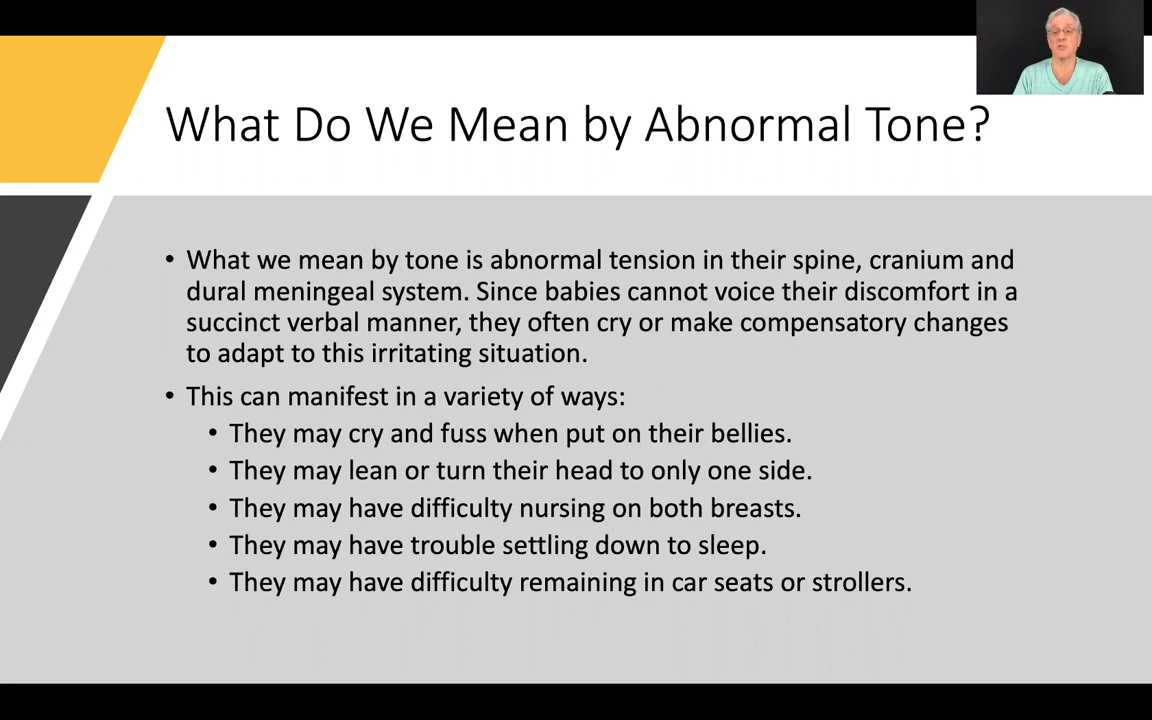 What Do We Mean by Abnormal Tone?
• What we mean by tone is abnormal tension in their spine, cranium and
dural meningeal system. Since babies cannot voice their discomfort in a
succinct verbal manner, they often cry or make compensatory changes
to adapt to this irritating situation.
• This can manifest in a variety of ways:
• They may cry and fuss when put on their bellies.
• They may lean or turn their head to only one side.
• They may have difficulty nursing on both breasts.
• They may have trouble settling down to sleep.
• They may have difficulty remaining in car seats or strollers.